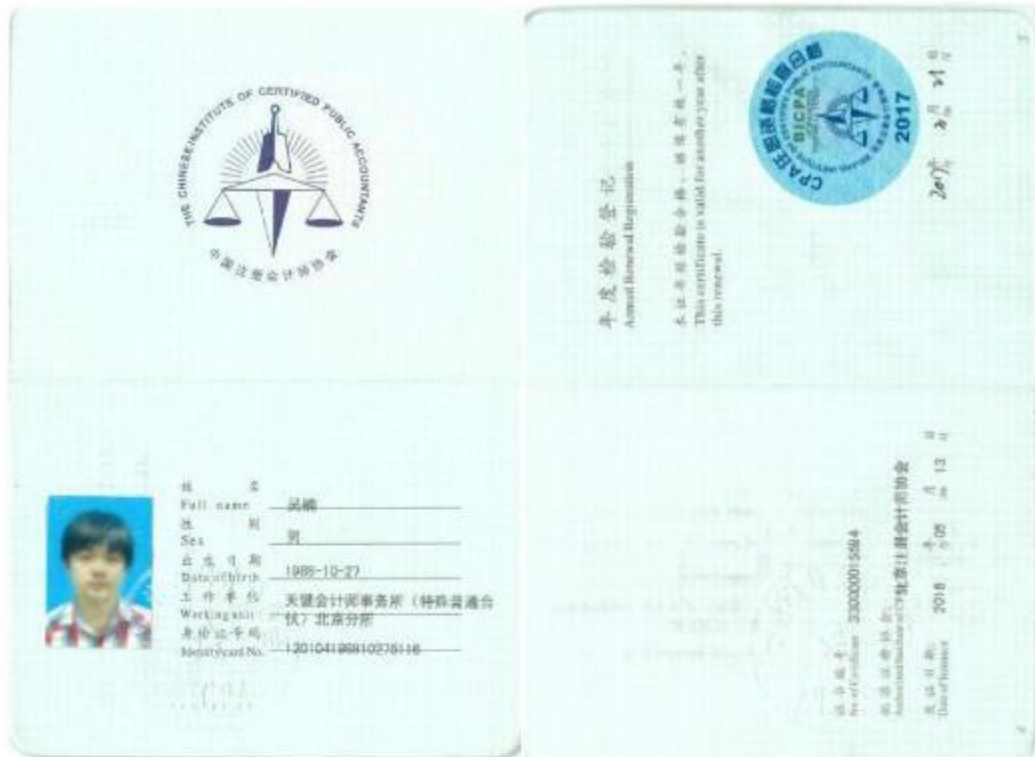 THE CHINESE INSTITUTE OF CERTIFIED PUBLIC ACCOUNTANTS
中国注册会计师协会
姓 名
Full name 吴楠
性 别
Sex 男
出生日期
Date of birth
工作单位 天健会计师事务所（特殊普通合
Working unit 伙）北京分所
身份证号码
Identity card No.
年度检验登记
Annual Renewal Registration
本证书经检验合格，继续有效一年。
This certificate is valid for another year after
this renewal.
BICPA
2017
证书编号：
No. of Certificate
批准注册协会： 北京注册会计师协会
Authorized Institute of CPAs
发证日期： 年 月 日
Date of Issuance 2016 05 13